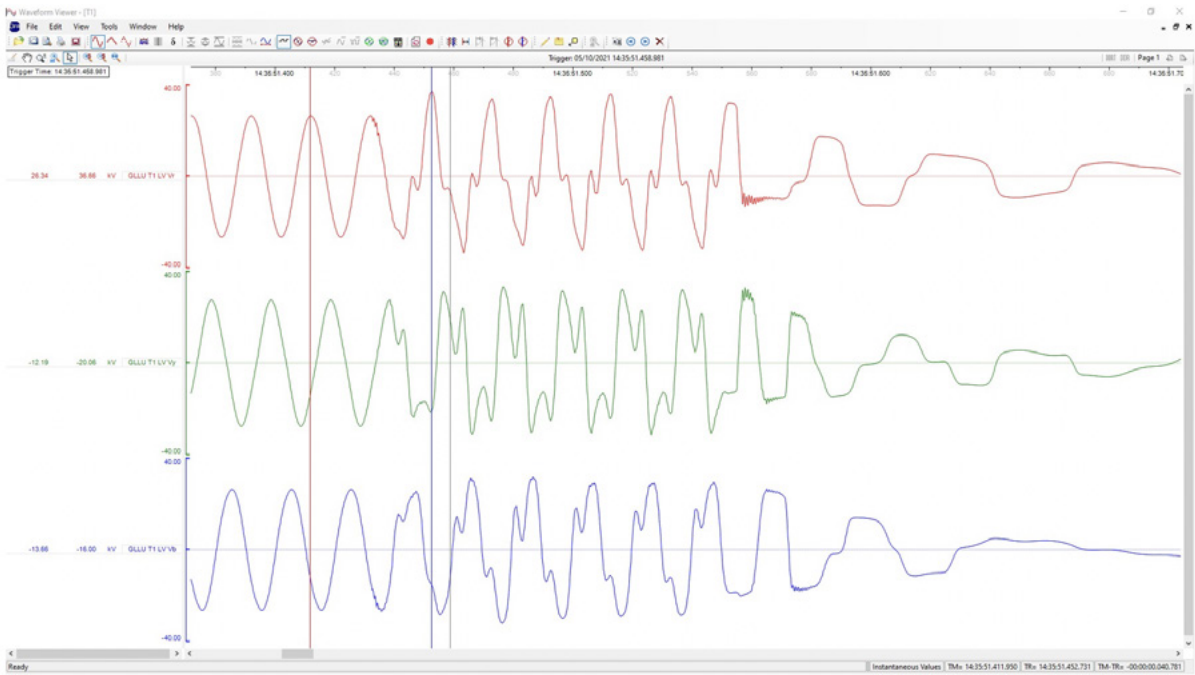 Waveform Viewer - [T1]
File Edit View Tools Window Help
Trigger: 05/10/2021 14:35:51.458.981
Page 1
Trigger Time: 14:35:51.458.981
14:35:51.400
14:35:51.500
14:35:51.600
14:35:51.70
40.00
26.34 36.66 kV GLLU T1 LV Vr
-40.00
40.00
-12.19 -20.06 kV GLLU T1 LV Vy
-40.00
40.00
-13.66 -16.00 kV GLLU T1 LV Vb
-40.00
Ready
Instantaneous Values TM= 14:35:51.411.950 TR= 14:35:51.452.731 TM-TR= -00:00:00.040.781